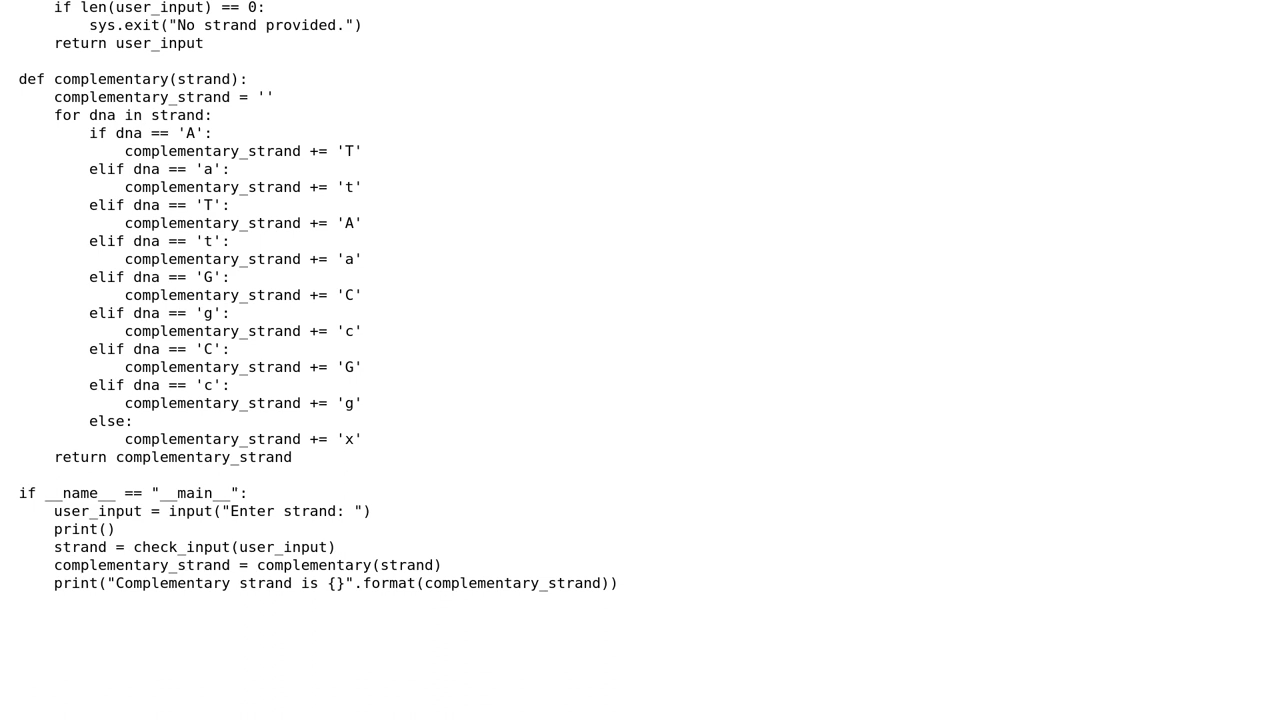 if len(user_input) == 0:
        sys.exit("No strand provided.")
    return user_input

def complementary(strand):
    complementary_strand = ''
    for dna in strand:
        if dna == 'A':
            complementary_strand += 'T'
        elif dna == 'a':
            complementary_strand += 't'
        elif dna == 'T':
            complementary_strand += 'A'
        elif dna == 't':
            complementary_strand += 'a'
        elif dna == 'G':
            complementary_strand += 'C'
        elif dna == 'g':
            complementary_strand += 'c'
        elif dna == 'C':
            complementary_strand += 'G'
        elif dna == 'c':
            complementary_strand += 'g'
        else:
            complementary_strand += 'x'
    return complementary_strand

if __name__ == "__main__":
    user_input = input("Enter strand: ")
    print()
    strand = check_input(user_input)
    complementary_strand = complementary(strand)
    print("Complementary strand is {}".format(complementary_strand))